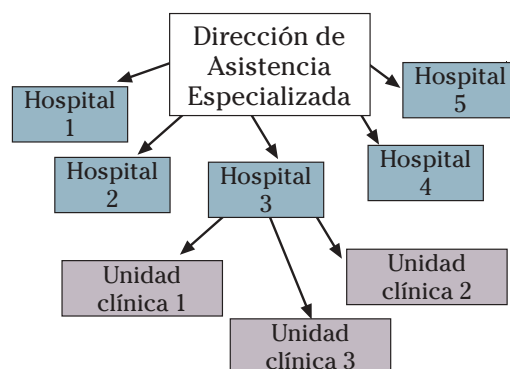 Dirección de
Asistencia
Especializada
Hospital
1
Hospital
2
Hospital
3
Hospital
4
Hospital
5
Unidad
clínica 1
Unidad
clínica 2
Unidad
clínica 3